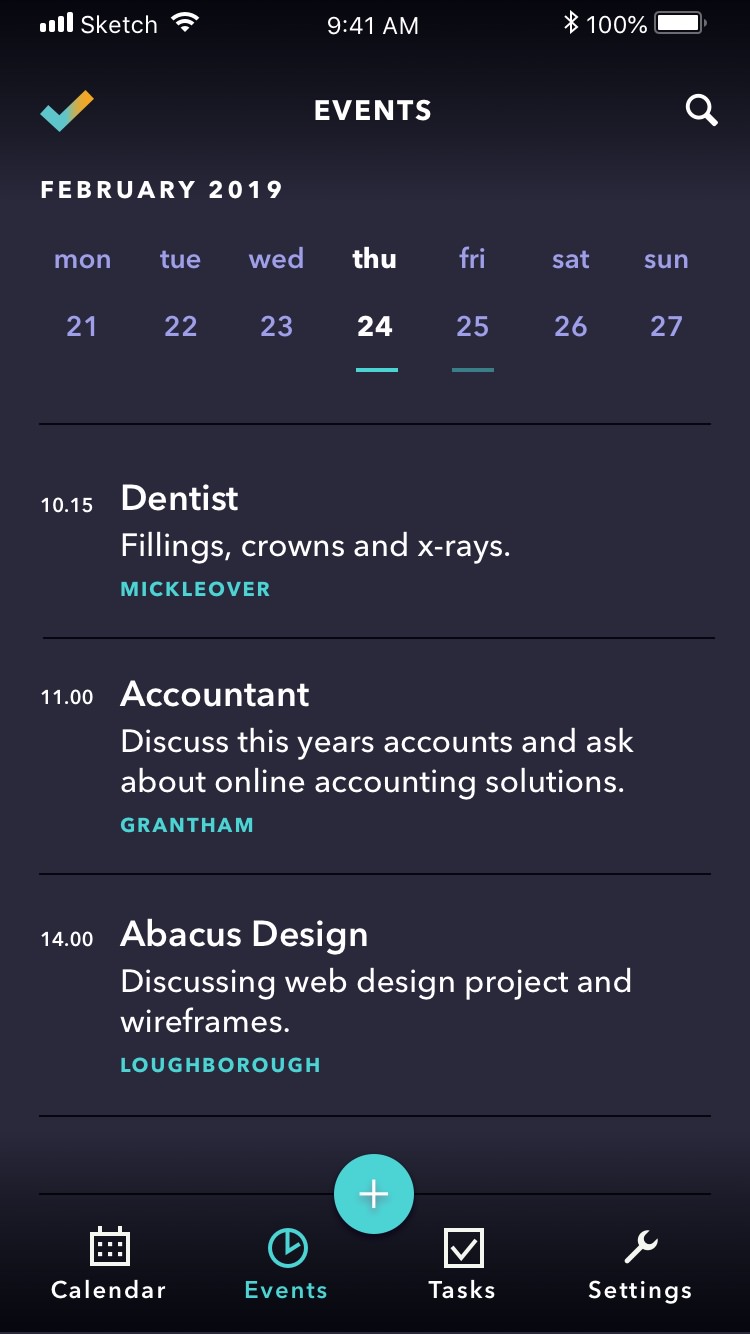 Sketch 9:41 AM 100%
EVENTS
FEBRUARY 2019
mon tue wed thu fri sat sun
21 22 23 24 25 26 27
10.15 Dentist
Fillings, crowns and x-rays.
MICKLEOVER
11.00 Accountant
Discuss this years accounts and ask
about online accounting solutions.
GRANTHAM
14.00 Abacus Design
Discussing web design project and
wireframes.
LOUGHBOROUGH
+
Calendar Events Tasks Settings